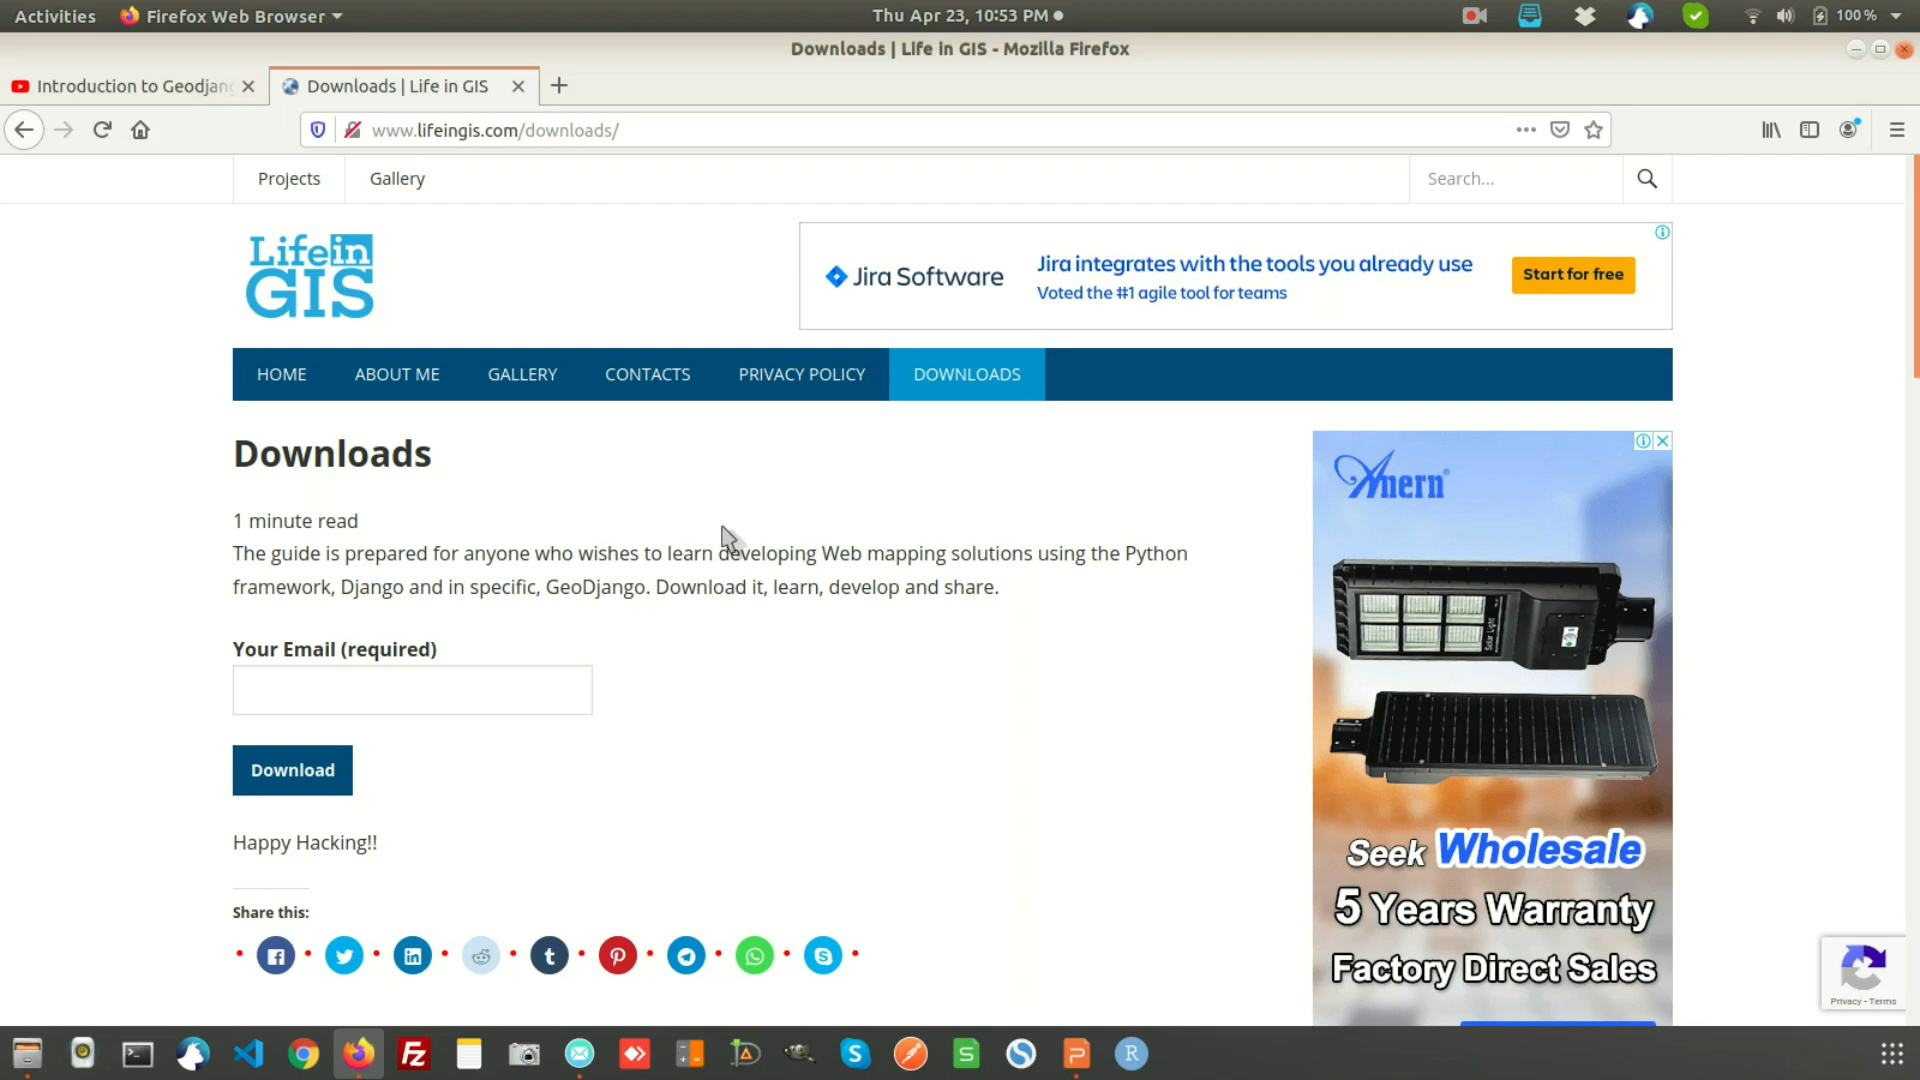 Activities
Firefox Web Browser
Thu Apr 23, 10:53 PM
100 %
Downloads | Life in GIS - Mozilla Firefox
Introduction to Geodjang
Downloads | Life in GIS
www.lifeingis.com/downloads/
Projects
Gallery
Search...
Life in
GIS
Jira Software
Jira integrates with the tools you already use
Voted the #1 agile tool for teams
Start for free
HOME
ABOUT ME
GALLERY
CONTACTS
PRIVACY POLICY
DOWNLOADS
Downloads
1 minute read
The guide is prepared for anyone who wishes to learn developing Web mapping solutions using the Python
framework, Django and in specific, GeoDjango. Download it, learn, develop and share.
Your Email (required)
Download
Happy Hacking!!
Share this:
Anern®
Solar Light
Seek Wholesale
5 Years Warranty
Factory Direct Sales
Privacy - Terms